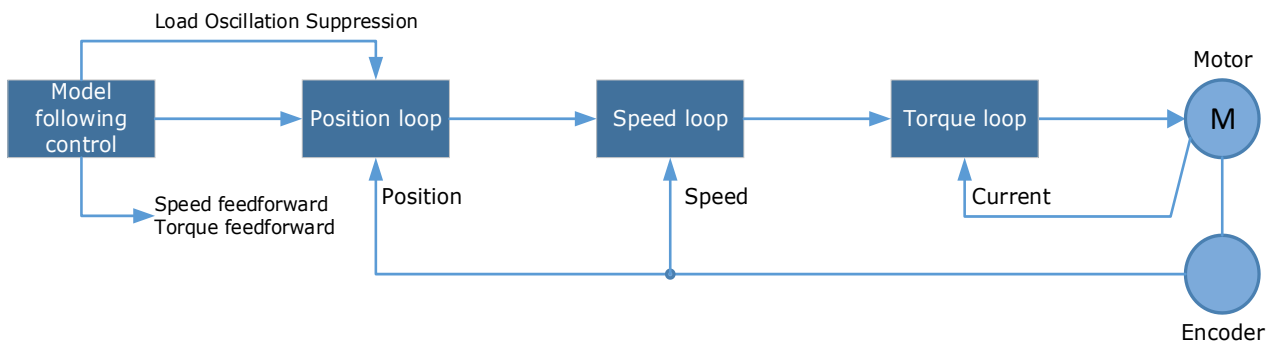 Load Oscillation Suppression
Motor
Model
following
control
Position loop
Speed loop
Torque loop
M
Position
Speed
Current
Speed feedforward
Torque feedforward
Encoder